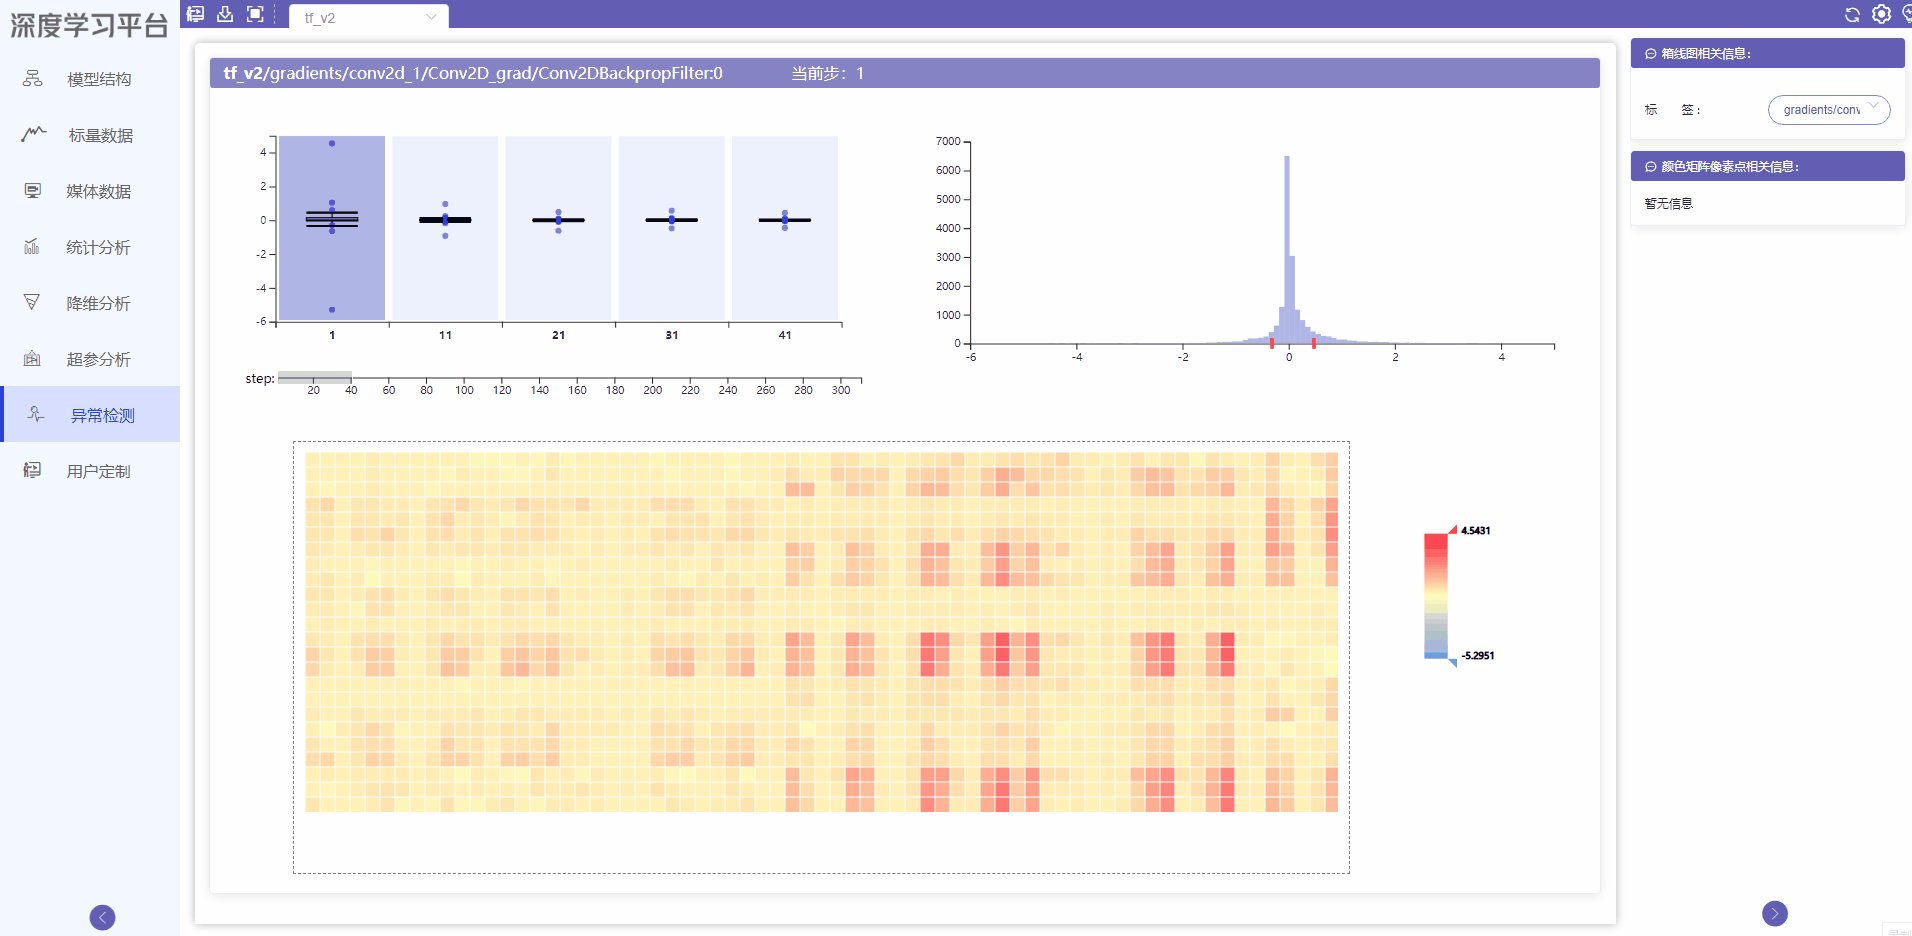 深度学习平台
tf_v2
模型结构
标量数据
媒体数据
统计分析
降维分析
超参分析
异常检测
用户定制
tf_v2/gradients/conv2d_1/Conv2D_grad/Conv2DBackpropFilter:0 当前步：1
4
2
0
-2
-4
-6
1 11 21 31 41
step:
20 40 60 80 100 120 140 160 180 200 220 240 260 280 300
7000
6000
5000
4000
3000
2000
1000
0
-6 -4 -2 0 2 4
4.5431
-5.2951
箱线图相关信息:
标 签: gradients/conv
颜色矩阵像素点相关信息:
暂无信息